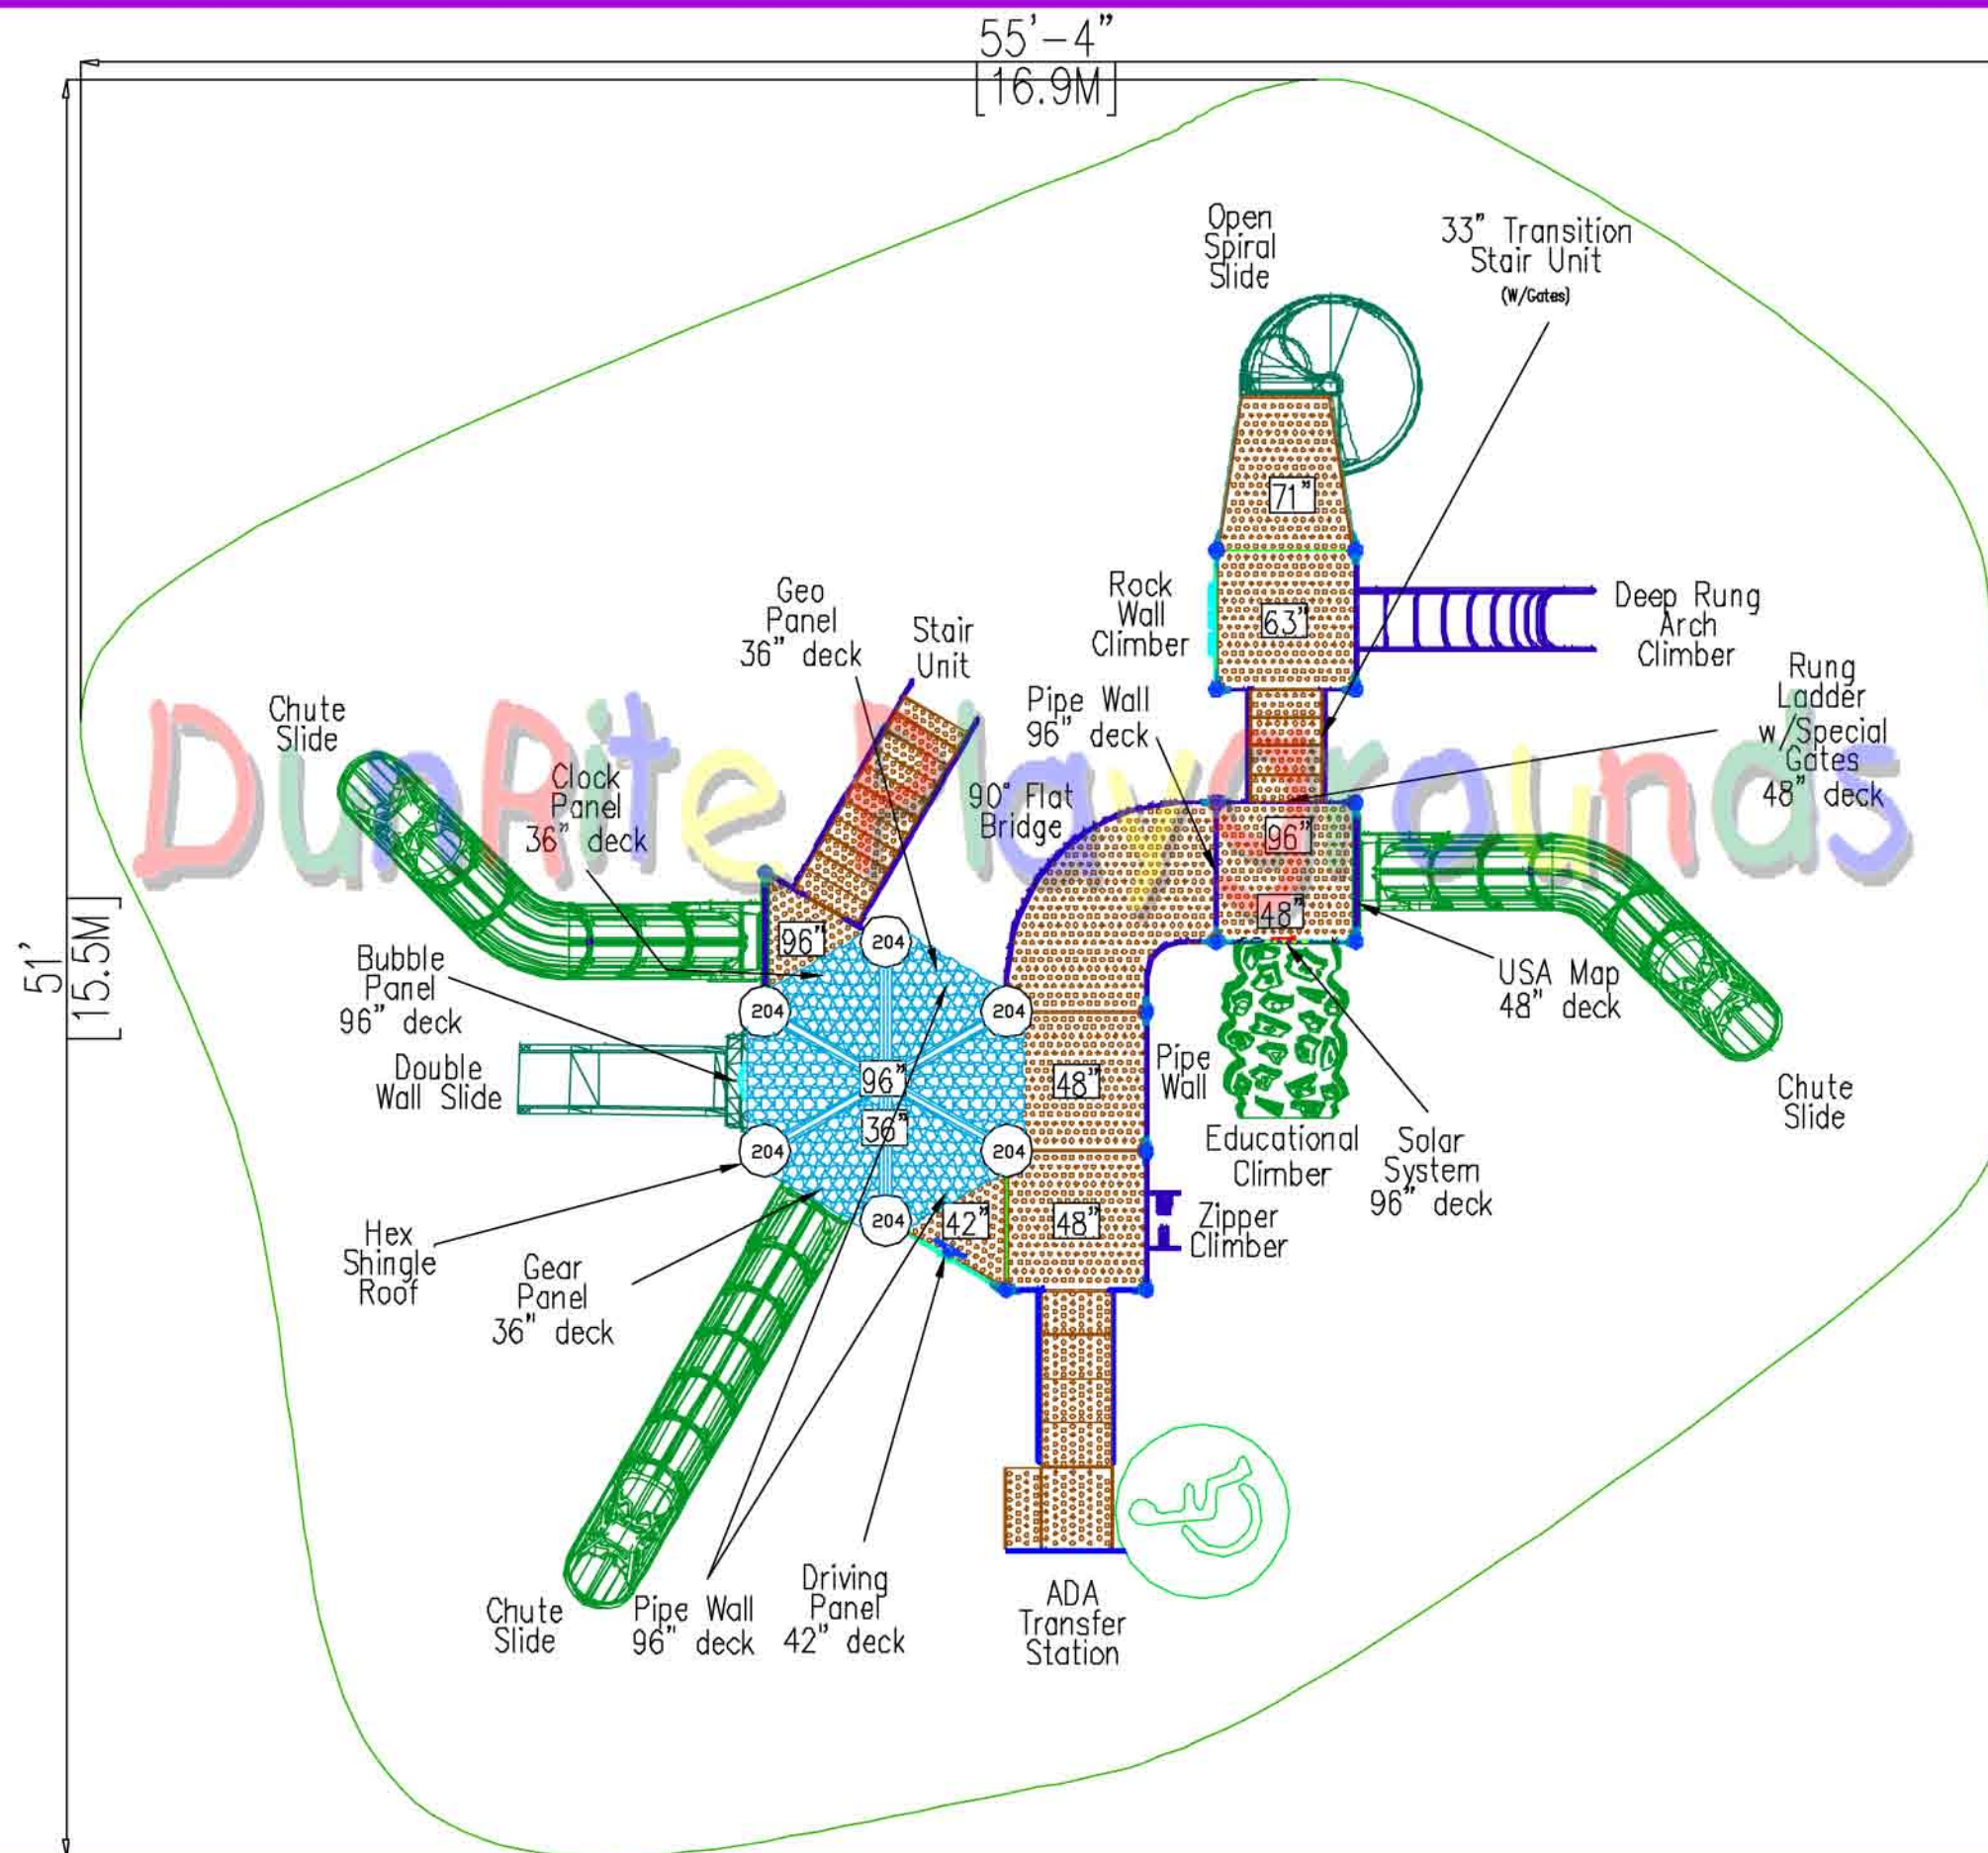 55'-4"
[16.9M]
51'
[15.5M]
Open
Spiral
Slide
33" Transition
Stair Unit
(W/Gates)
71"
Geo
Panel
36" deck
Stair
Unit
Rock
Wall
Climber
63"
Deep Rung
Arch
Climber
Rung
Ladder
w/Special
Gates
48" deck
Pipe Wall
96" deck
Chute
Slide
DunRite Playgrounds
Clock
Panel
36" deck
90° Flat
Bridge
96"
48"
96"
204
204
204
Bubble
Panel
96" deck
USA Map
48" deck
Double
Wall Slide
96"
36"
48"
Pipe
Wall
Chute
Slide
204
204
204
Educational
Climber
Solar
System
96" deck
Hex
Shingle
Roof
42"
48"
Zipper
Climber
Gear
Panel
36" deck
Chute
Slide
Pipe Wall
96" deck
Driving
Panel
42" deck
ADA
Transfer
Station